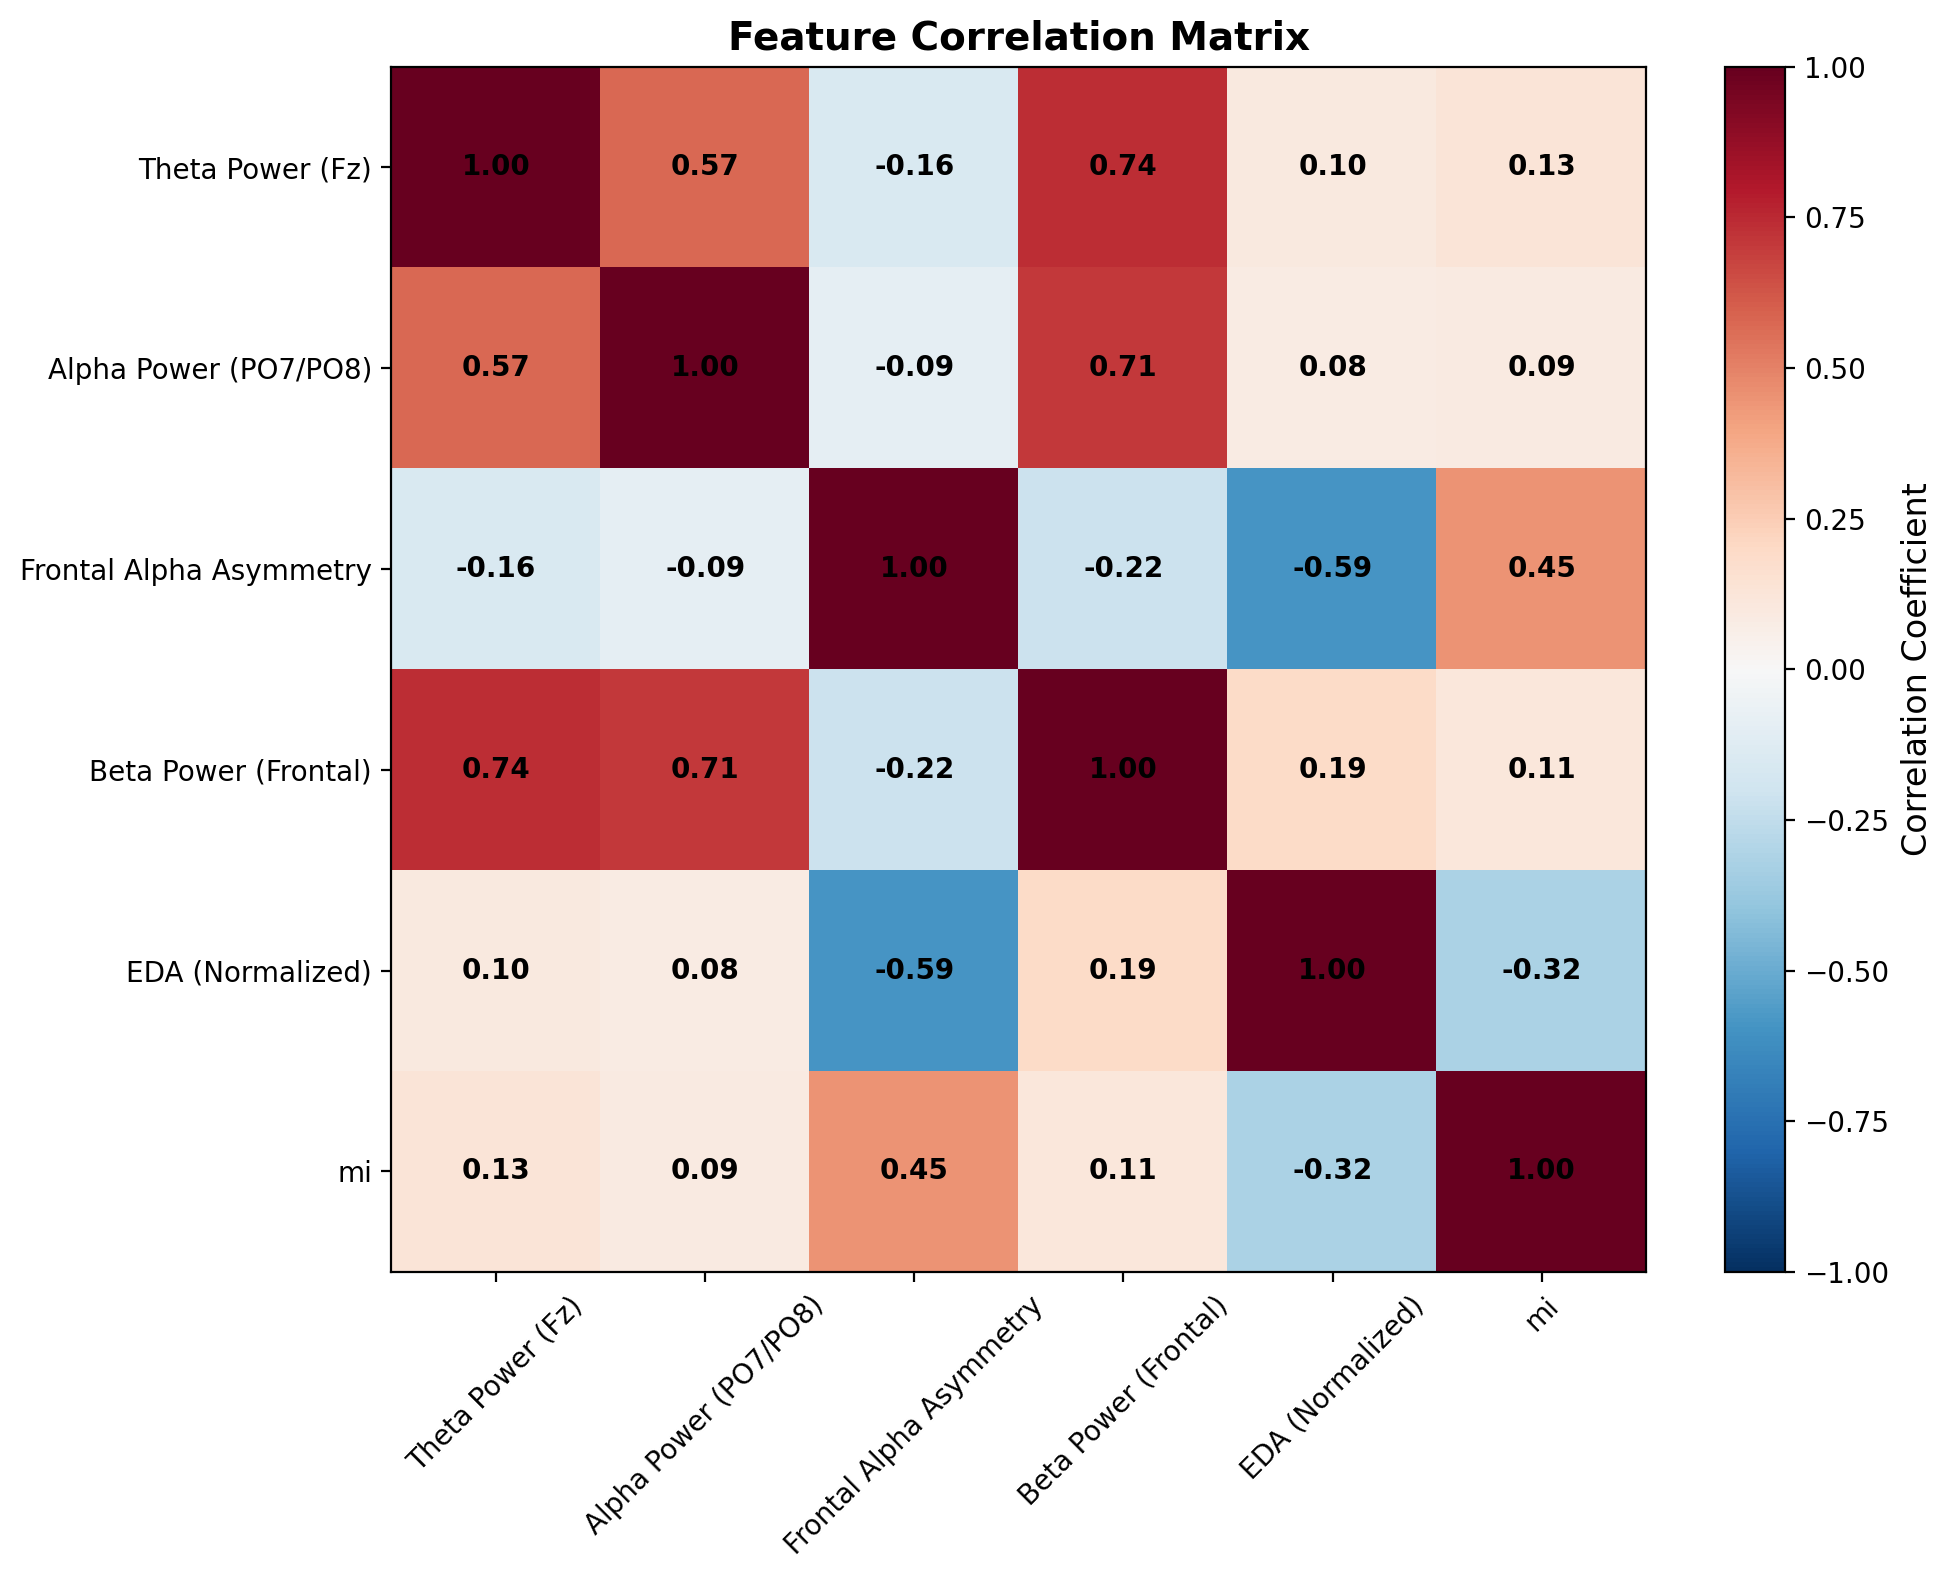 Feature Correlation Matrix
Theta Power (Fz) 1.00 0.57 -0.16 0.74 0.10 0.13
Alpha Power (PO7/PO8) 0.57 1.00 -0.09 0.71 0.08 0.09
Frontal Alpha Asymmetry -0.16 -0.09 1.00 -0.22 -0.59 0.45
Beta Power (Frontal) 0.74 0.71 -0.22 1.00 0.19 0.11
EDA (Normalized) 0.10 0.08 -0.59 0.19 1.00 -0.32
mi 0.13 0.09 0.45 0.11 -0.32 1.00
Theta Power (Fz)
Alpha Power (PO7/PO8)
Frontal Alpha Asymmetry
Beta Power (Frontal)
EDA (Normalized)
mi
1.00
0.75
0.50
0.25
0.00
−0.25
−0.50
−0.75
−1.00
Correlation Coefficient